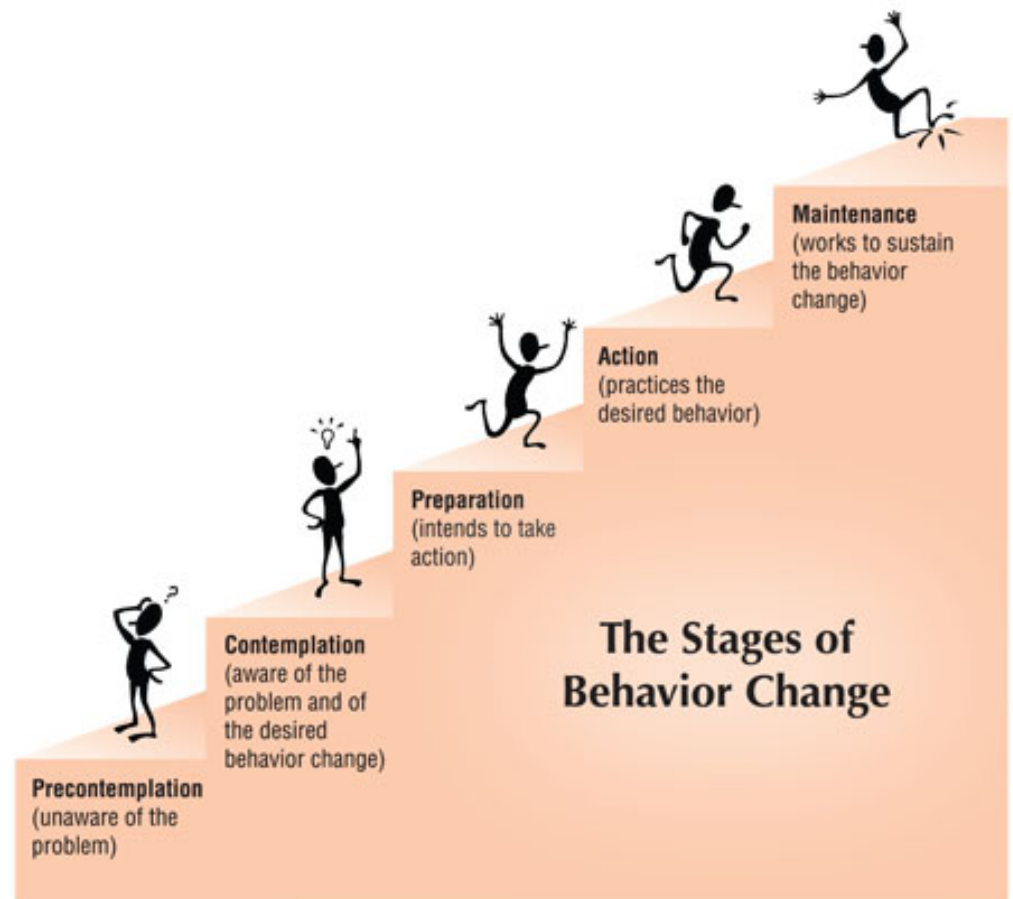 Maintenance
(works to sustain
the behavior
change)
Action
(practices the
desired behavior)
Preparation
(intends to take
action)
Contemplation
(aware of the
problem and of
the desired
behavior change)
Precontemplation
(unaware of the
problem)
The Stages of
Behavior Change
?